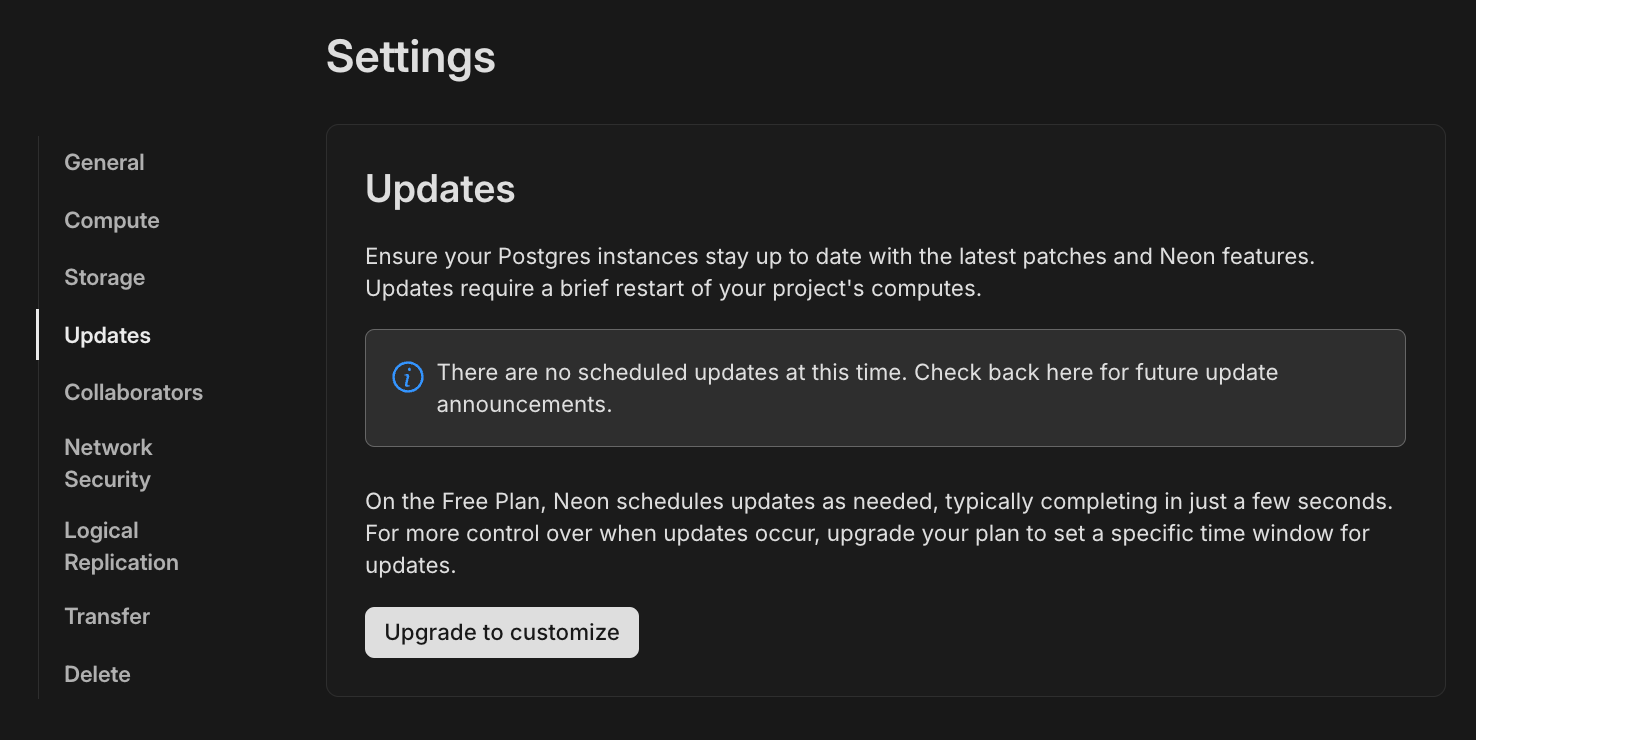 Settings
General
Compute
Storage
Updates
Collaborators
Network
Security
Logical
Replication
Transfer
Delete
Updates
Ensure your Postgres instances stay up to date with the latest patches and Neon features.
Updates require a brief restart of your project's computes.
There are no scheduled updates at this time. Check back here for future update
announcements.
On the Free Plan, Neon schedules updates as needed, typically completing in just a few seconds.
For more control over when updates occur, upgrade your plan to set a specific time window for
updates.
Upgrade to customize